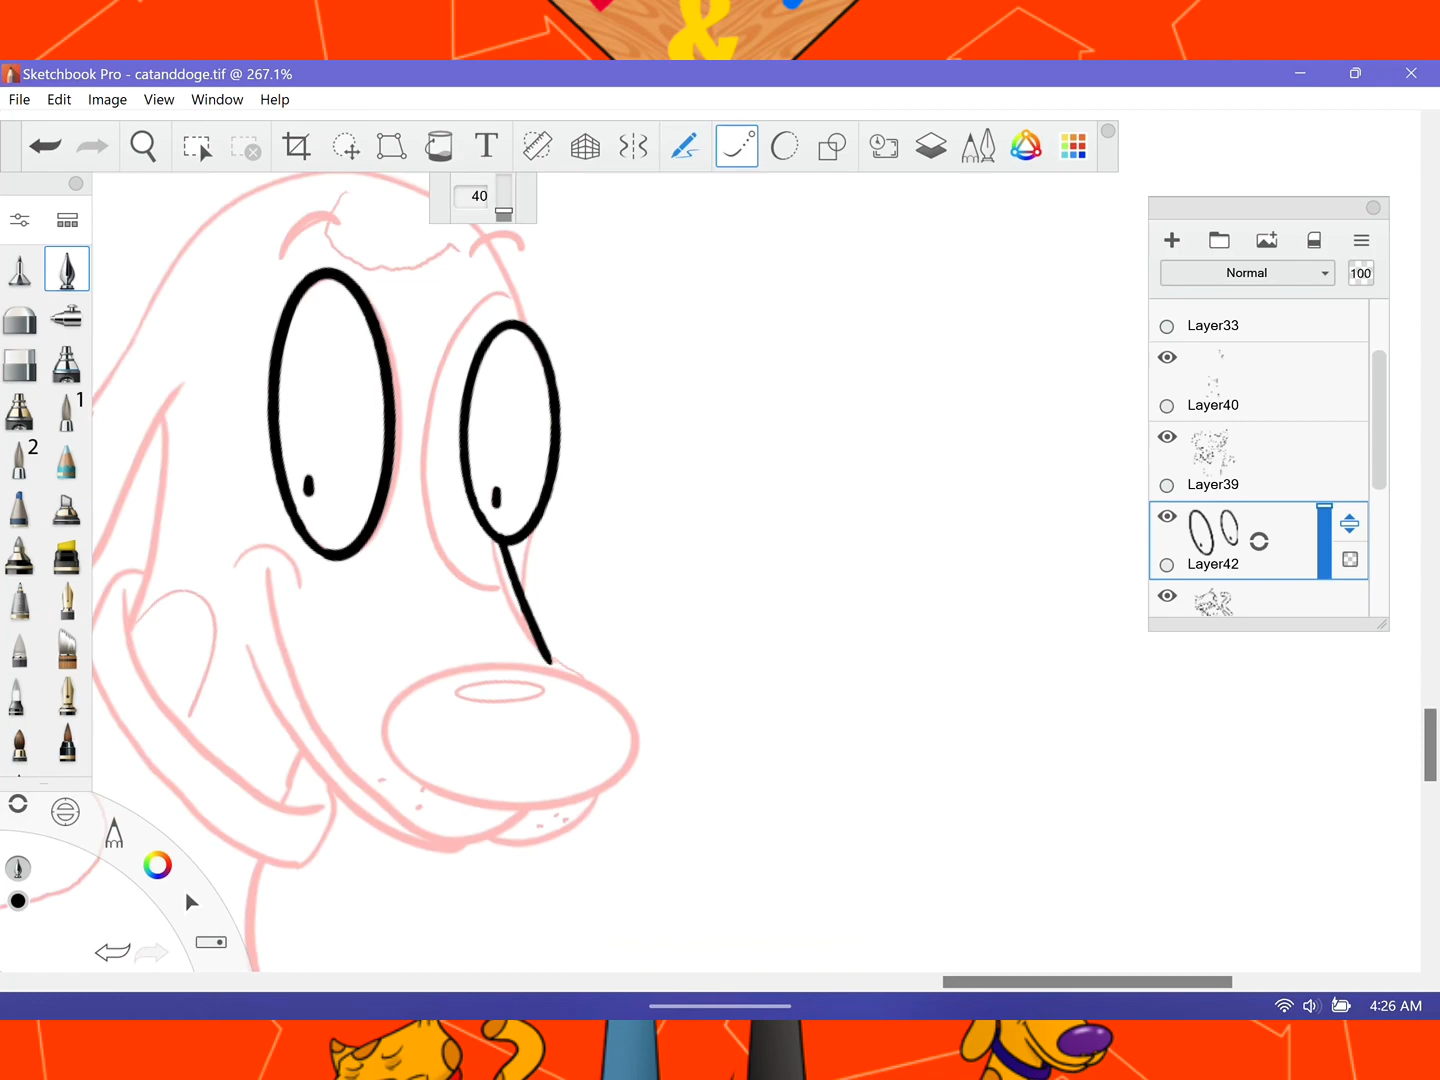 &
Sketchbook Pro - catanddoge.tif @ 267.1%
File Edit Image View Window Help
T
40
Normal 100
Layer33
1
Layer40
2
Layer39
Layer42
4:26 AM